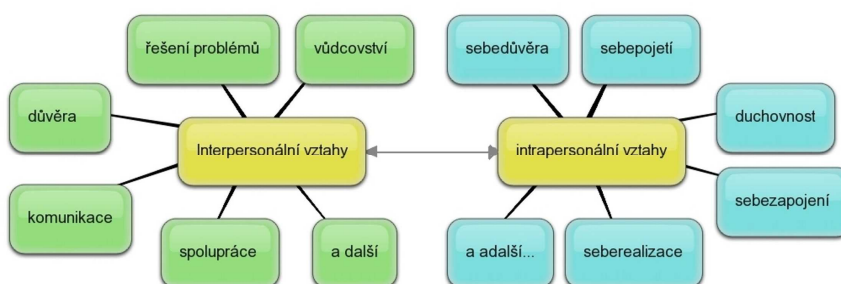 řešení problémů
vůdcovství
sebedůvěra
sebepojetí
důvěra
duchovnost
Interpersonální vztahy
intrapersonální vztahy
komunikace
sebezapojení
spolupráce
a další
a adalší...
seberealizace